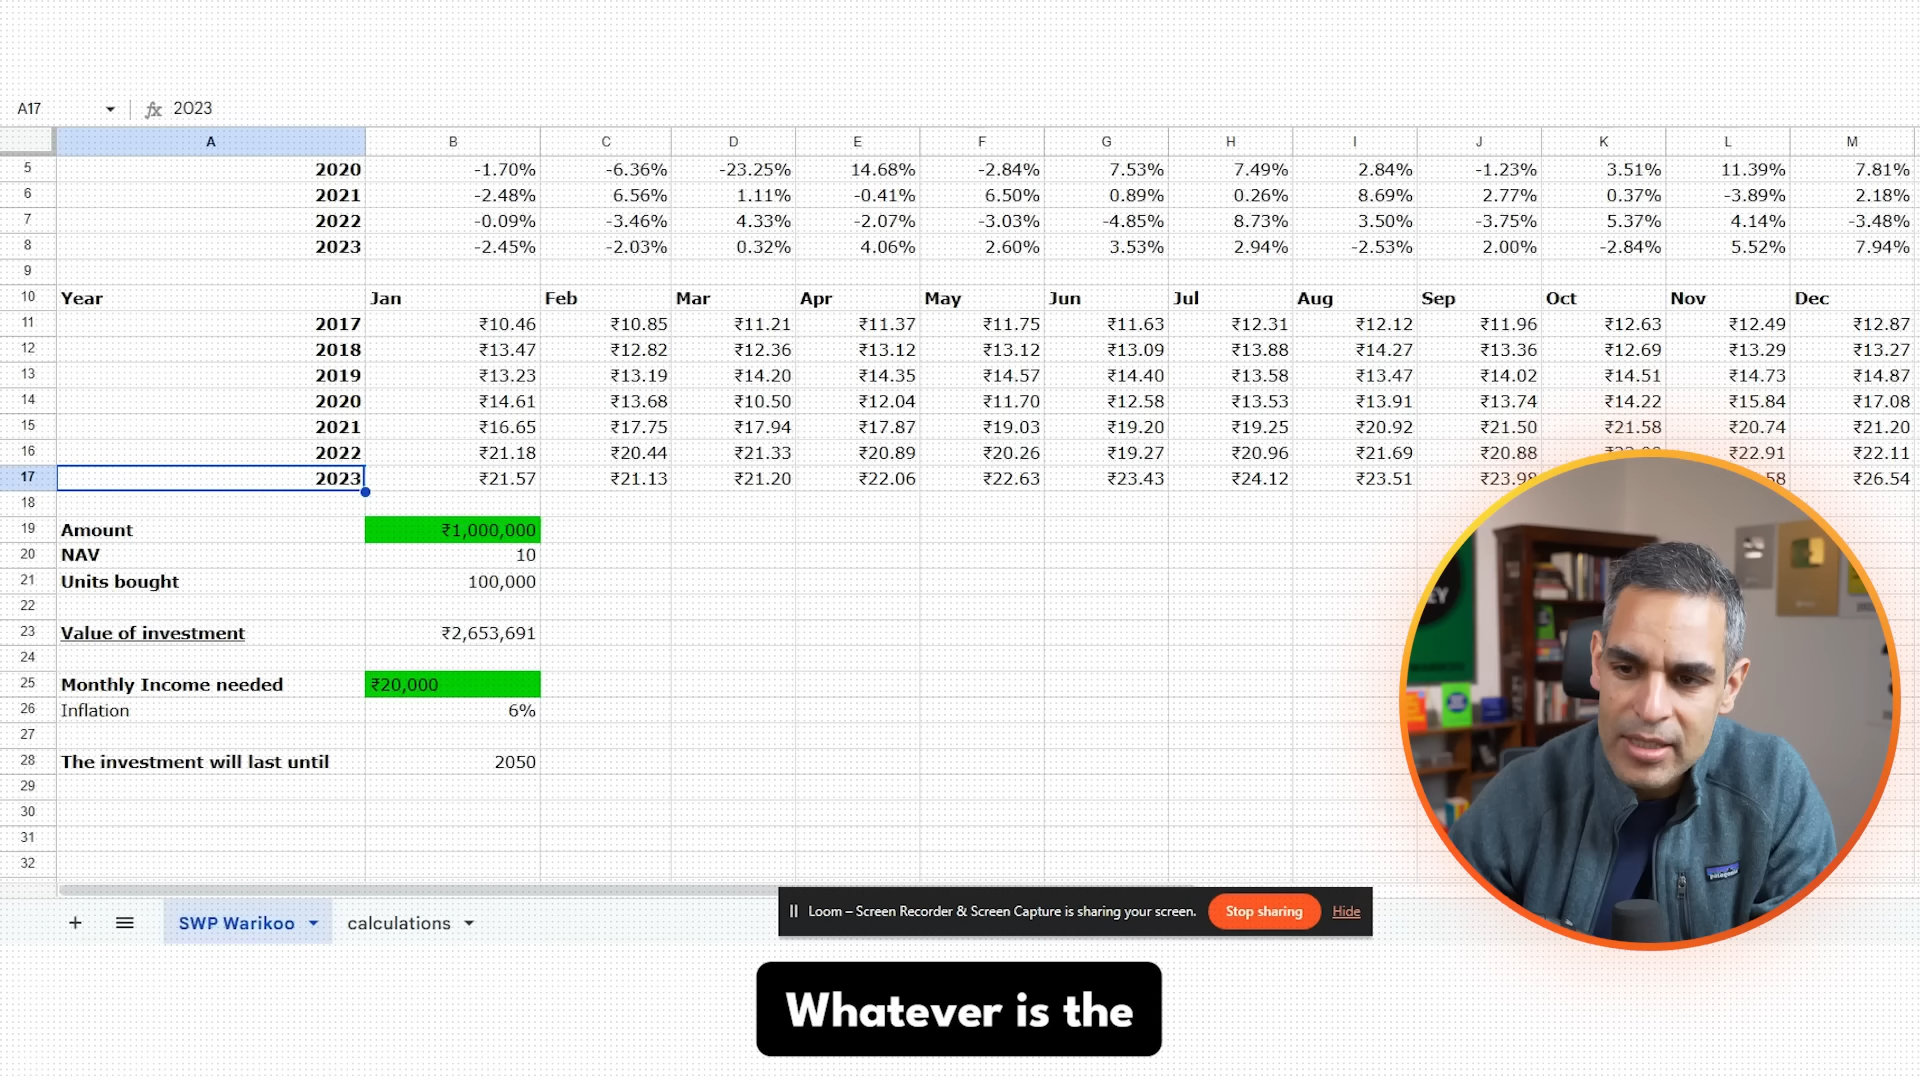 A17 fx 2023
A B C D E F G H I J K L M
5 2020 -1.70% -6.36% -23.25% 14.68% -2.84% 7.53% 7.49% 2.84% -1.23% 3.51% 11.39% 7.81%
6 2021 -2.48% 6.56% 1.11% -0.41% 6.50% 0.89% 0.26% 8.69% 2.77% 0.37% -3.89% 2.18%
7 2022 -0.09% -3.46% 4.33% -2.07% -3.03% -4.85% 8.73% 3.50% -3.75% 5.37% 4.14% -3.48%
8 2023 -2.45% -2.03% 0.32% 4.06% 2.60% 3.53% 2.94% -2.53% 2.00% -2.84% 5.52% 7.94%
9
10 Year Jan Feb Mar Apr May Jun Jul Aug Sep Oct Nov Dec
11 2017 ₹10.46 ₹10.85 ₹11.21 ₹11.37 ₹11.75 ₹11.63 ₹12.31 ₹12.12 ₹11.96 ₹12.63 ₹12.49 ₹12.87
12 2018 ₹13.47 ₹12.82 ₹12.36 ₹13.12 ₹13.12 ₹13.09 ₹13.88 ₹14.27 ₹13.36 ₹12.69 ₹13.29 ₹13.27
13 2019 ₹13.23 ₹13.19 ₹14.20 ₹14.35 ₹14.57 ₹14.40 ₹13.58 ₹13.47 ₹14.02 ₹14.51 ₹14.73 ₹14.87
14 2020 ₹14.61 ₹13.68 ₹10.50 ₹12.04 ₹11.70 ₹12.58 ₹13.53 ₹13.91 ₹13.74 ₹14.22 ₹15.84 ₹17.08
15 2021 ₹16.65 ₹17.75 ₹17.94 ₹17.87 ₹19.03 ₹19.20 ₹19.25 ₹20.92 ₹21.50 ₹21.58 ₹20.74 ₹21.20
16 2022 ₹21.18 ₹20.44 ₹21.33 ₹20.89 ₹20.26 ₹19.27 ₹20.96 ₹21.69 ₹20.88 ₹22.91 ₹22.11
17 2023 ₹21.57 ₹21.13 ₹21.20 ₹22.06 ₹22.63 ₹23.43 ₹24.12 ₹23.51 ₹23.98 58 ₹26.54
18
19 Amount ₹1,000,000
20 NAV 10
21 Units bought 100,000
22
23 Value of investment ₹2,653,691
24
25 Monthly Income needed ₹20,000
26 Inflation 6%
27
28 The investment will last until 2050
29
30
31
32
EY
patagonia
+ SWP Warikoo calculations
Loom – Screen Recorder & Screen Capture is sharing your screen. Stop sharing Hide
Whatever is the